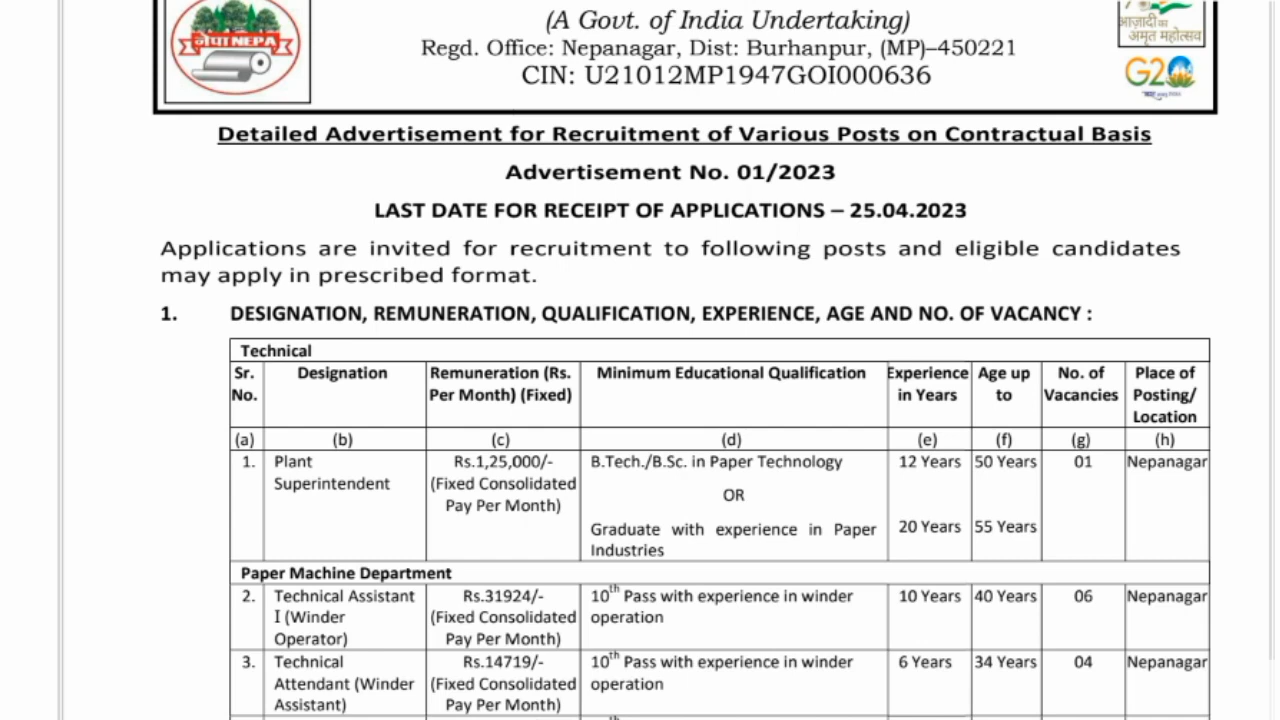 (A Govt. of India Undertaking)
Regd. Office: Nepanagar, Dist: Burhanpur, (MP)–450221
CIN: U21012MP1947GOI000636
नेपा NEPA
आज़ादी का
अमृत महोत्सव
G20
Detailed Advertisement for Recruitment of Various Posts on Contractual Basis
Advertisement No. 01/2023
LAST DATE FOR RECEIPT OF APPLICATIONS – 25.04.2023
Applications are invited for recruitment to following posts and eligible candidates
may apply in prescribed format.
1. DESIGNATION, REMUNERATION, QUALIFICATION, EXPERIENCE, AGE AND NO. OF VACANCY :
Technical
Sr. Designation Remuneration (Rs. Minimum Educational Qualification Experience Age up No. of Place of
No. Per Month) (Fixed) in Years to Vacancies Posting/
Location
(a) (b) (c) (d) (e) (f) (g) (h)
1. Plant Rs.1,25,000/- B.Tech./B.Sc. in Paper Technology 12 Years 50 Years 01 Nepanagar
Superintendent (Fixed Consolidated
OR
Pay Per Month)
Graduate with experience in Paper 20 Years 55 Years
Industries
Paper Machine Department
2. Technical Assistant Rs.31924/- 10th Pass with experience in winder 10 Years 40 Years 06 Nepanagar
I (Winder (Fixed Consolidated operation
Operator) Pay Per Month)
3. Technical Rs.14719/- 10th Pass with experience in winder 6 Years 34 Years 04 Nepanagar
Attendant (Winder (Fixed Consolidated operation
Assistant) Pay Per Month)